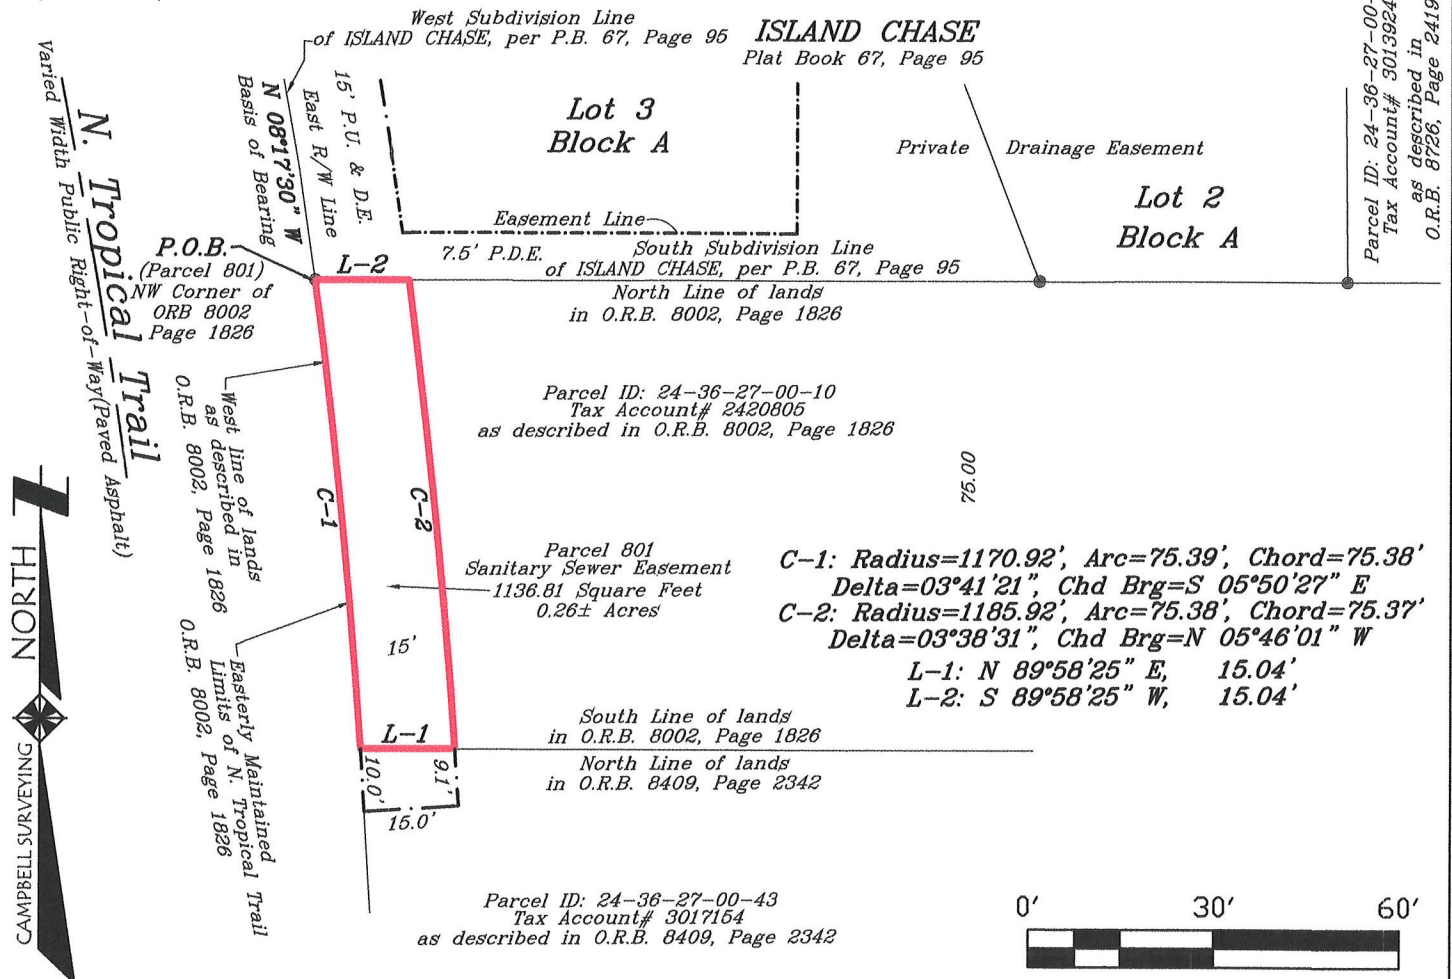 West Subdivision Line
of ISLAND CHASE, per P.B. 67, Page 95
ISLAND CHASE
Plat Book 67, Page 95
Parcel ID: 24-36-27-00-
Tax Account# 3013924
as described in
O.R.B. 8726, Page 2419
Varied Width Public Right-of-Way(Paved Asphalt)
N. Tropical Trail
N 08°17'30" W
Basis of Bearing
15' P.U. & D.E.
East R/W Line
Lot 3
Block A
Private Drainage Easement
Lot 2
Block A
Easement Line
7.5' P.D.E.
South Subdivision Line
of ISLAND CHASE, per P.B. 67, Page 95
P.O.B.
(Parcel 801)
NW Corner of
ORB 8002
Page 1826
L-2
North Line of lands
in O.R.B. 8002, Page 1826
West line of lands
as described in
O.R.B. 8002, Page 1826
Parcel ID: 24-36-27-00-10
Tax Account# 2420805
as described in O.R.B. 8002, Page 1826
75.00
C-1
C-2
Parcel 801
Sanitary Sewer Easement
1136.81 Square Feet
0.26± Acres
15'
C-1: Radius=1170.92', Arc=75.39', Chord=75.38'
Delta=03°41'21", Chd Brg=S 05°50'27" E
C-2: Radius=1185.92', Arc=75.38', Chord=75.37'
Delta=03°38'31", Chd Brg=N 05°46'01" W
L-1: N 89°58'25" E, 15.04'
L-2: S 89°58'25" W, 15.04'
Easterly Maintained
Limits of N. Tropical Trail
O.R.B. 8002, Page 1826
L-1
South Line of lands
in O.R.B. 8002, Page 1826
North Line of lands
in O.R.B. 8409, Page 2342
10.0'
9.1'
15.0'
Parcel ID: 24-36-27-00-43
Tax Account# 3017154
as described in O.R.B. 8409, Page 2342
NORTH
CAMPBELL SURVEYING
0' 30' 60'